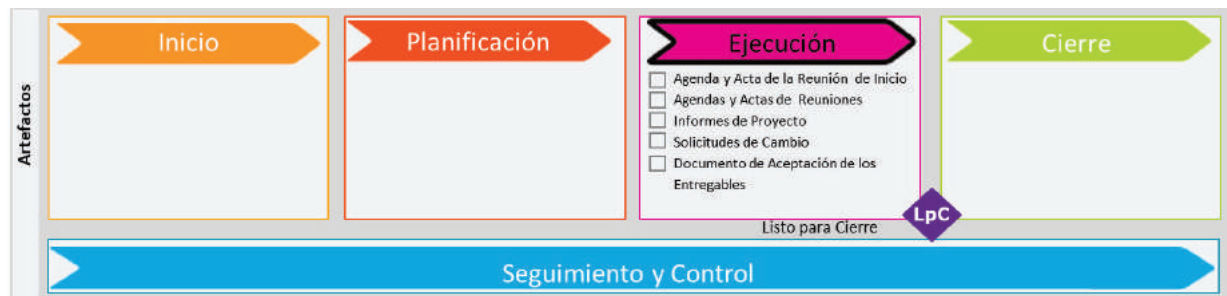 Artefactos
Inicio
Planificación
Ejecución
Cierre
Agenda y Acta de la Reunión de Inicio
Agendas y Actas de Reuniones
Informes de Proyecto
Solicitudes de Cambio
Documento de Aceptación de los
Entregables
LpC
Listo para Cierre
Seguimiento y Control